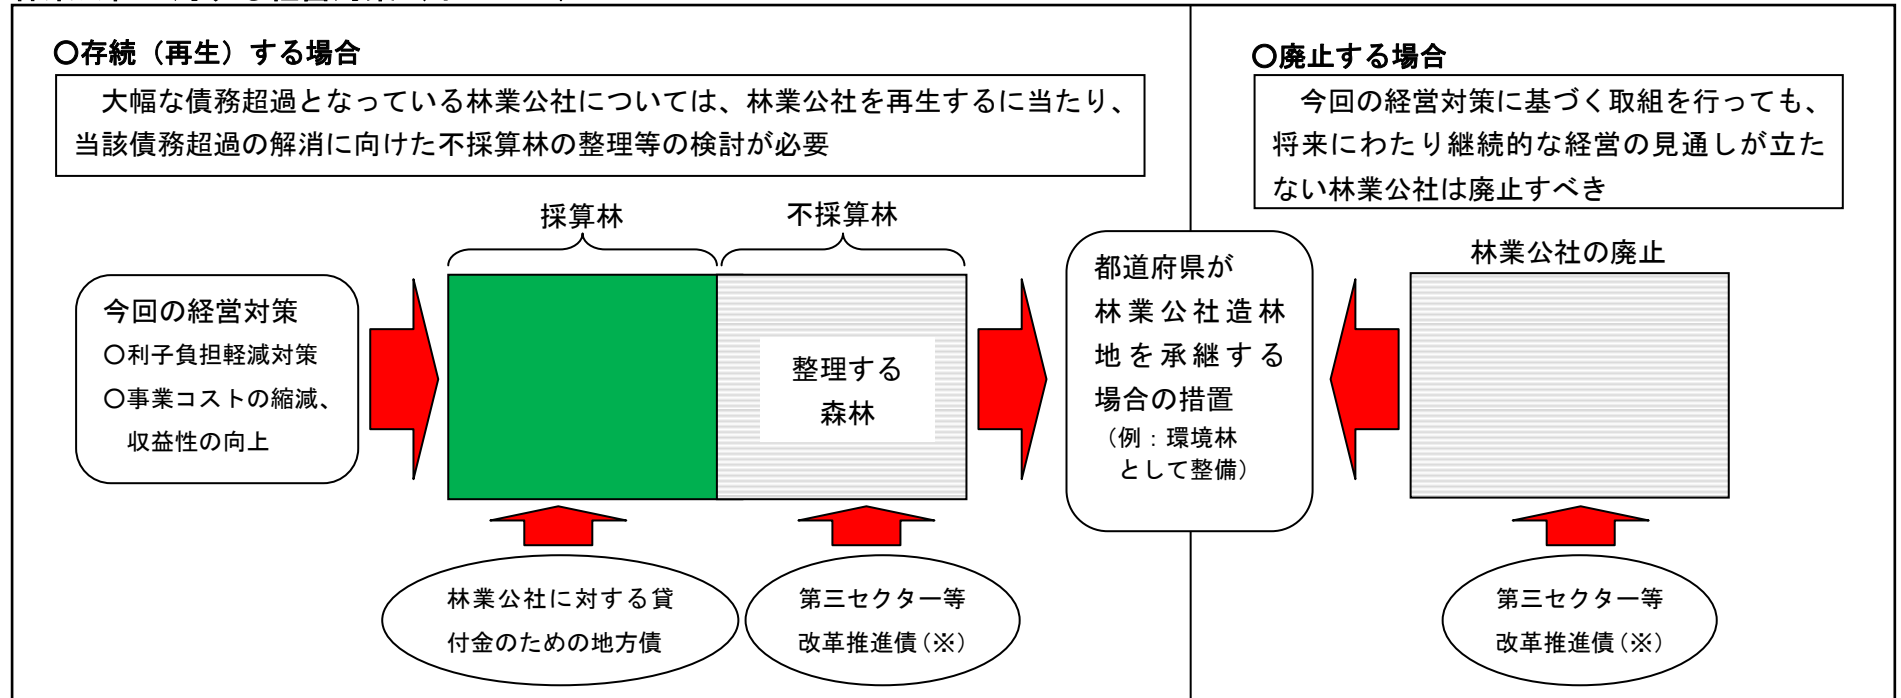 〇存続（再生）する場合
大幅な債務超過となっている林業公社については、林業公社を再生するに当たり、
当該債務超過の解消に向けた不採算林の整理等の検討が必要
採算林
不採算林
今回の経営対策
〇利子負担軽減対策
〇事業コストの縮減、
収益性の向上
整理する
森林
林業公社に対する貸
付金のための地方債
第三セクター等
改革推進債（※）
都道府県が
林業公社造林
地を承継する
場合の措置
（例：環境林
として整備）
〇廃止する場合
今回の経営対策に基づく取組を行っても、
将来にわたり継続的な経営の見通しが立た
ない林業公社は廃止すべき
林業公社の廃止
第三セクター等
改革推進債（※）